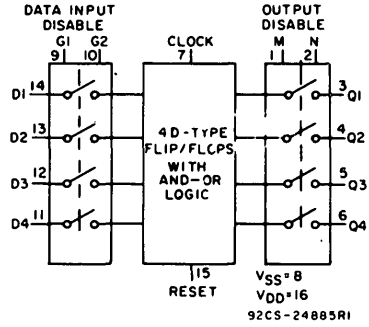 DATA INPUT DISABLE
OUTPUT DISABLE
G1 G2
CLOCK
M N
9 10
7
1 2
D1 14
3 Q1
D2 13
4 Q2
D3 12
5 Q3
D4 11
6 Q4
4 D-TYPE
FLIP/FLOPS
WITH
AND-OR
LOGIC
15
RESET
VSS=8
VDD=16
92CS-24885R1